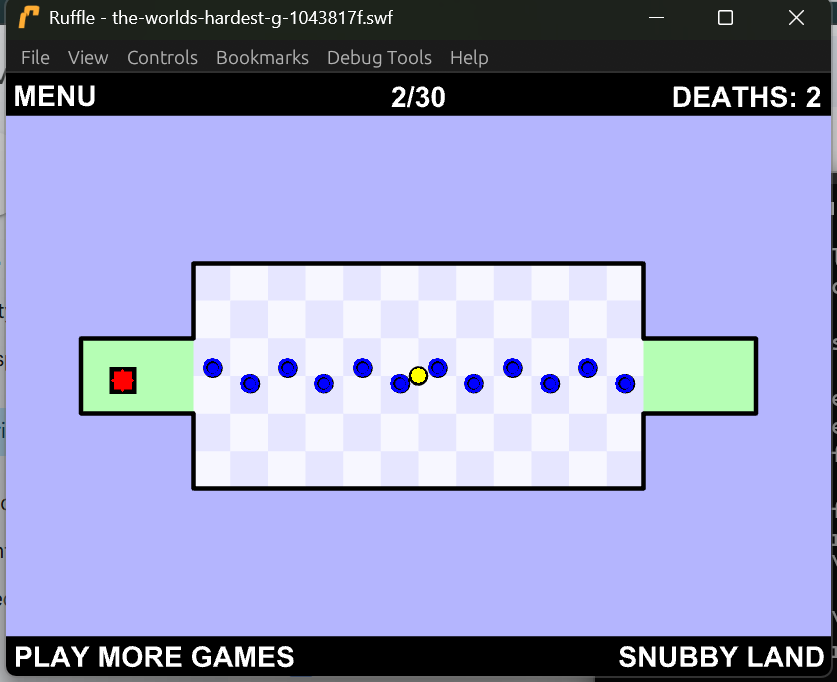 Ruffle - the-worlds-hardest-g-1043817f.swf
File View Controls Bookmarks Debug Tools Help
MENU 2/30 DEATHS: 2
PLAY MORE GAMES SNUBBY LAND